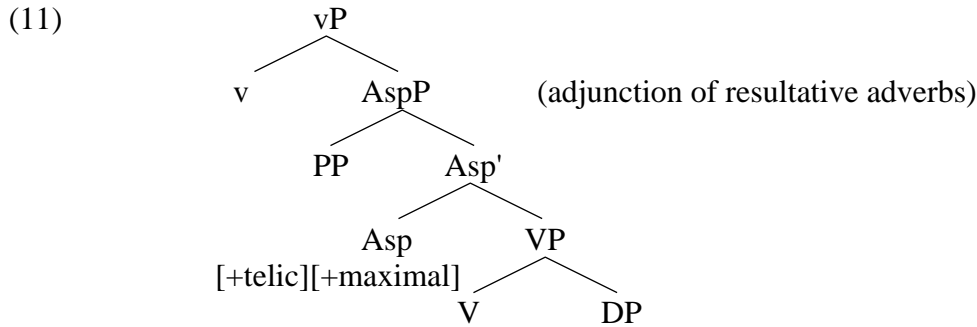 (11) vP
v AspP (adjunction of resultative adverbs)
PP Asp'
Asp VP
[+telic][+maximal]
V DP